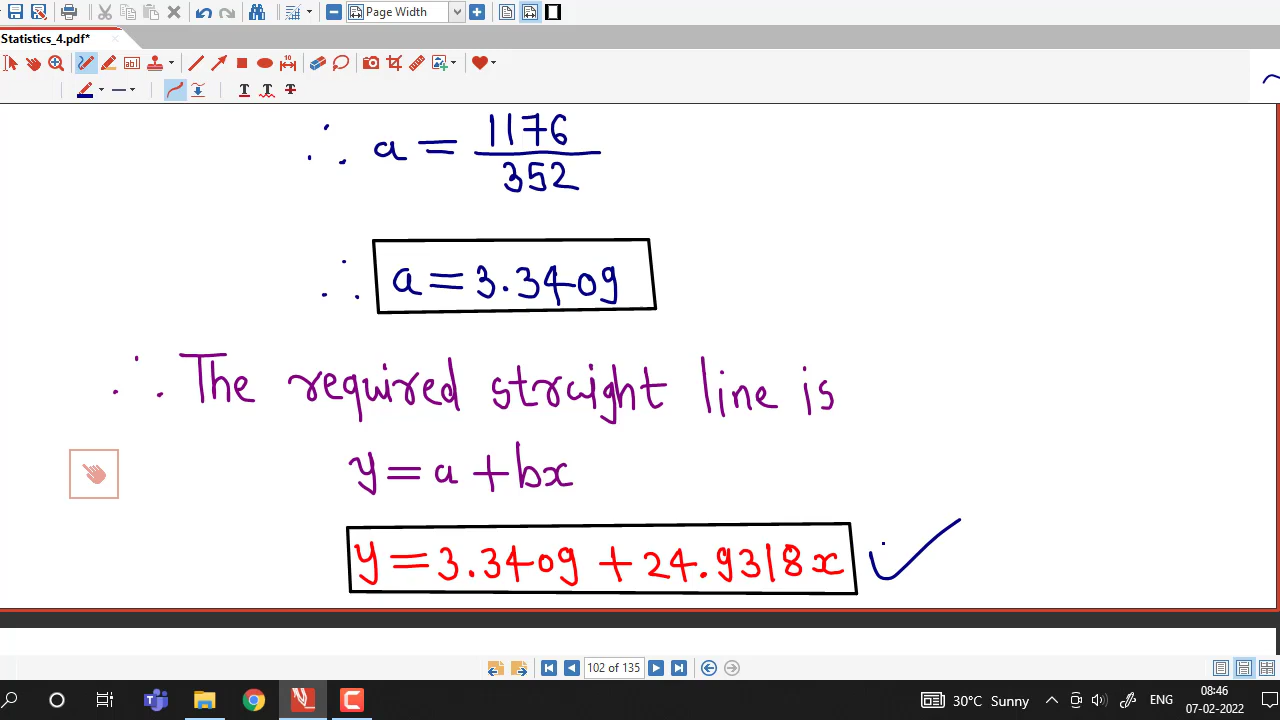 Page Width
Statistics_4.pdf*
10
∴ a = 1176
352
∴ a = 3.3409
∴ The required straight line is
y = a + bx
y = 3.3409 + 24.9318x
102 of 135
30°C Sunny
ENG
08:46
07-02-2022